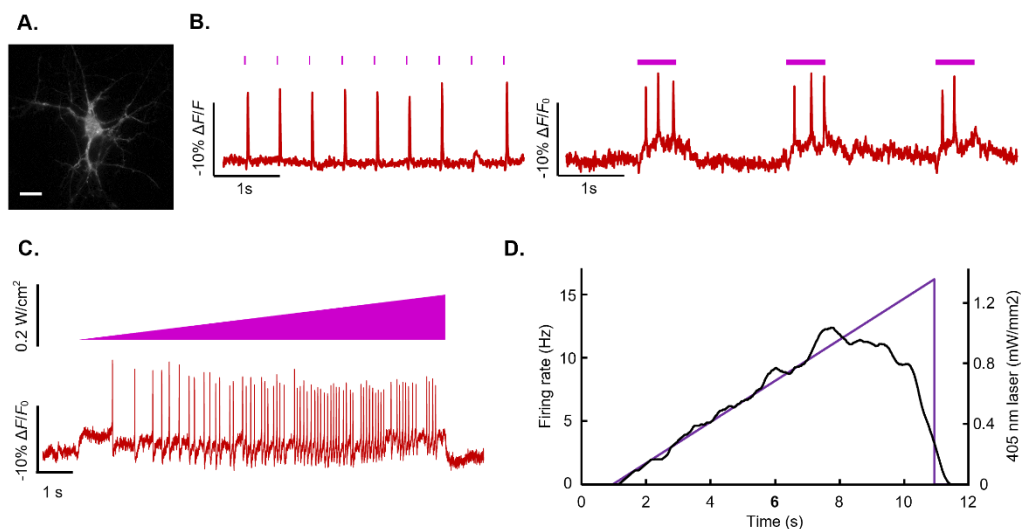 A.
B.
-10% ΔF/F
1s
-10% ΔF/F₀
1s
C.
0.2 W/cm²
-10% ΔF/F₀
1 s
D.
Firing rate (Hz)
15
10
5
0
1.2
0.8
0.4
0
405 nm laser (mW/mm2)
0 2 4 6 8 10 12
Time (s)